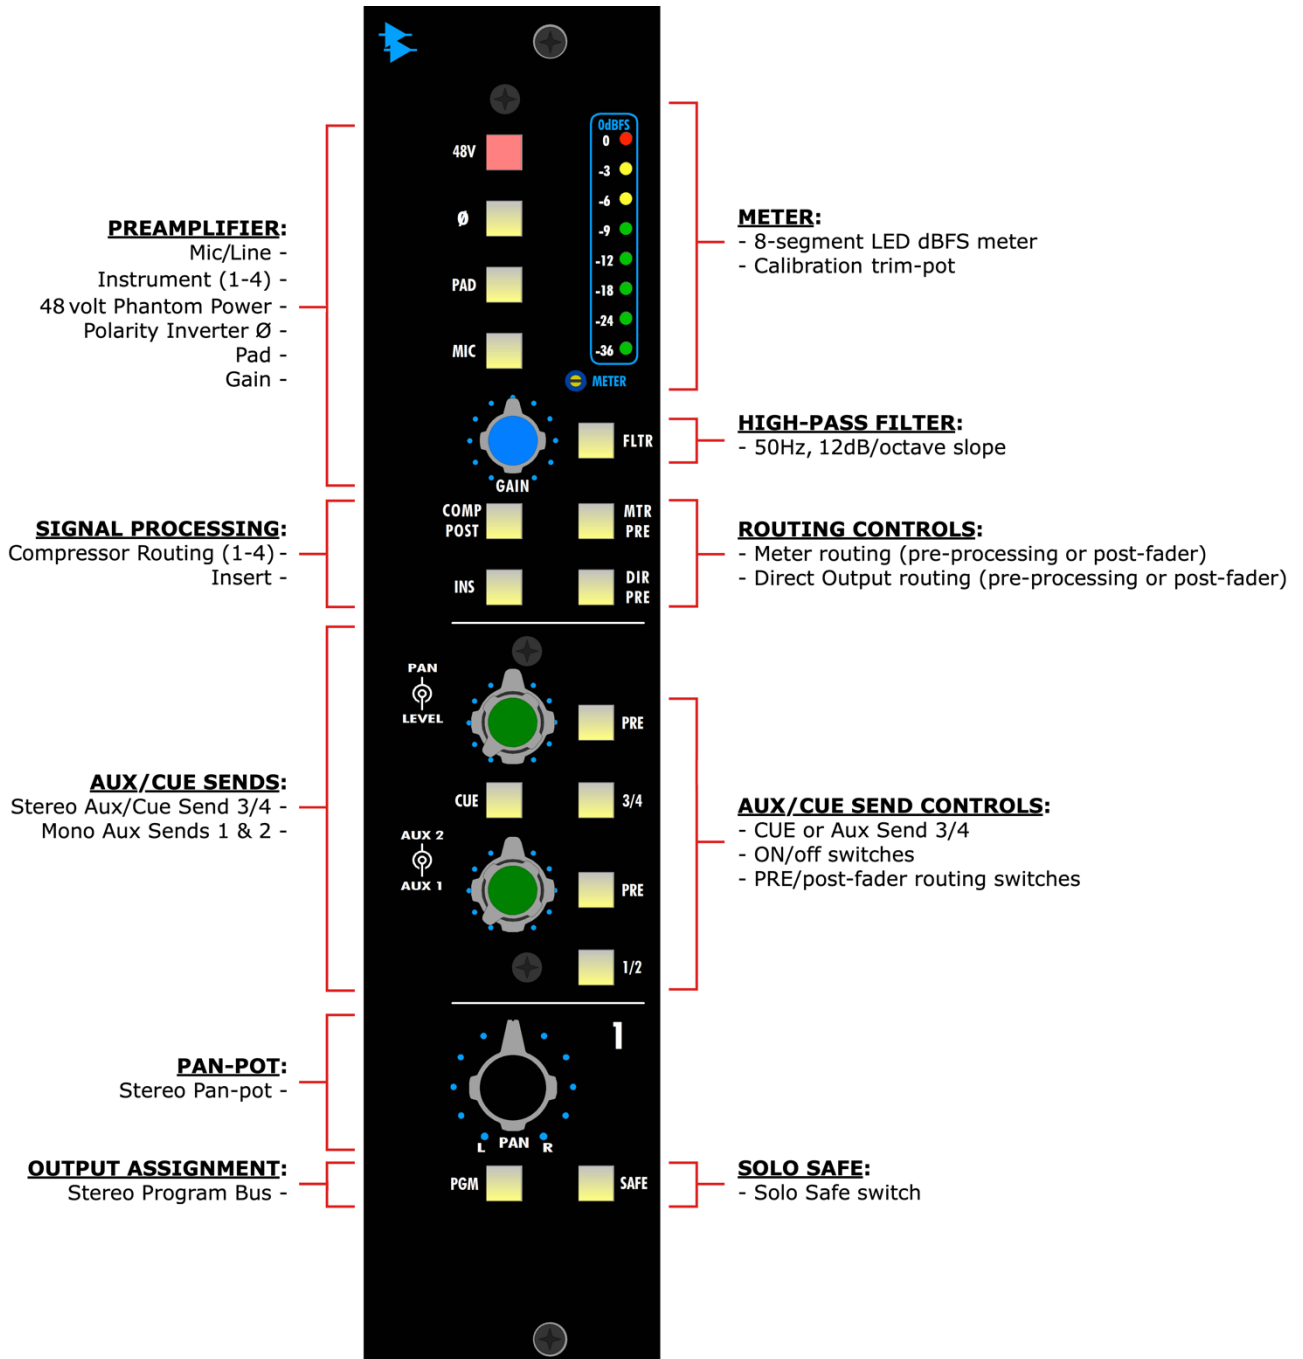 PREAMPLIFIER:
Mic/Line -
Instrument (1-4) -
48 volt Phantom Power -
Polarity Inverter Ø -
Pad -
Gain -
SIGNAL PROCESSING:
Compressor Routing (1-4) -
Insert -
AUX/CUE SENDS:
Stereo Aux/Cue Send 3/4 -
Mono Aux Sends 1 & 2 -
PAN-POT:
Stereo Pan-pot -
OUTPUT ASSIGNMENT:
Stereo Program Bus -
48V
Ø
PAD
MIC
0dBFS
0
-3
-6
-9
-12
-18
-24
-36
METER
GAIN
FLTR
COMP
POST
MTR
PRE
INS
DIR
PRE
PAN
LEVEL
PRE
CUE
3/4
AUX 2
AUX 1
PRE
1/2
1
L PAN R
PGM
SAFE
METER:
- 8-segment LED dBFS meter
- Calibration trim-pot
HIGH-PASS FILTER:
- 50Hz, 12dB/octave slope
ROUTING CONTROLS:
- Meter routing (pre-processing or post-fader)
- Direct Output routing (pre-processing or post-fader)
AUX/CUE SEND CONTROLS:
- CUE or Aux Send 3/4
- ON/off switches
- PRE/post-fader routing switches
SOLO SAFE:
- Solo Safe switch